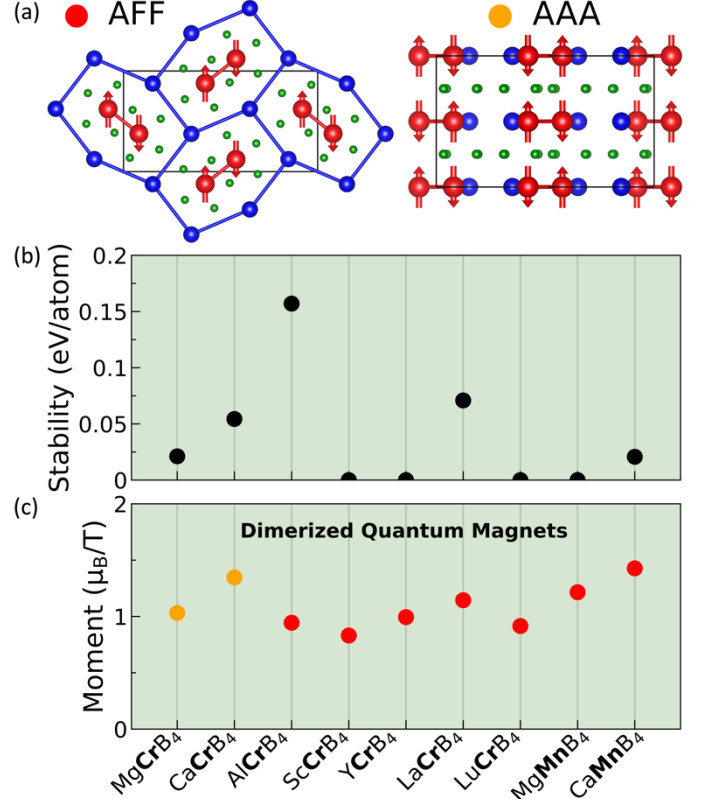 (a) AFF AAA
(b)
0.2
0.15
0.1
0.05
0
Stability (eV/atom)
(c)
2
1
0
Moment (μ_B/T)
Dimerized Quantum Magnets
MgCrB₄
CaCrB₄
AlCrB₄
ScCrB₄
YCrB₄
LaCrB₄
LuCrB₄
MgMnB₄
CaMnB₄